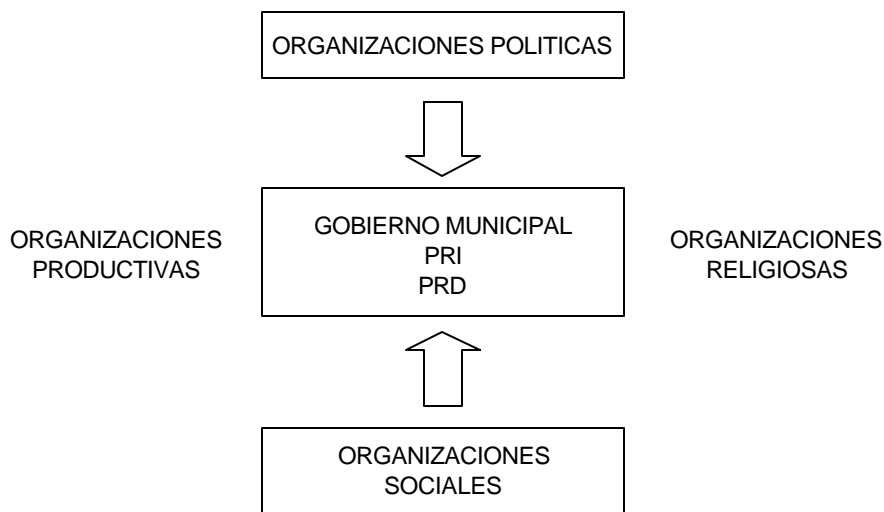 ORGANIZACIONES POLITICAS
ORGANIZACIONES
PRODUCTIVAS
GOBIERNO MUNICIPAL
PRI
PRD
ORGANIZACIONES
RELIGIOSAS
ORGANIZACIONES
SOCIALES